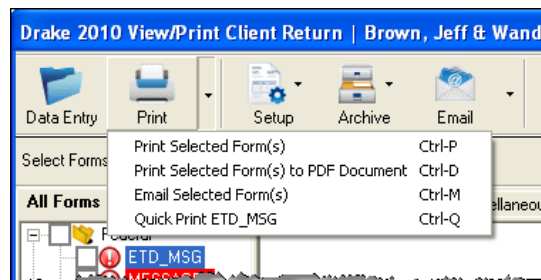 Drake 2010 View/Print Client Return | Brown, Jeff & Wand
Data Entry Print Setup Archive Email
Select Forms
Print Selected Form(s) Ctrl-P
Print Selected Form(s) to PDF Document Ctrl-D
Email Selected Form(s) Ctrl-M
Quick Print ETD_MSG Ctrl-Q
All Forms ellaneou
Federal
ETD_MSG